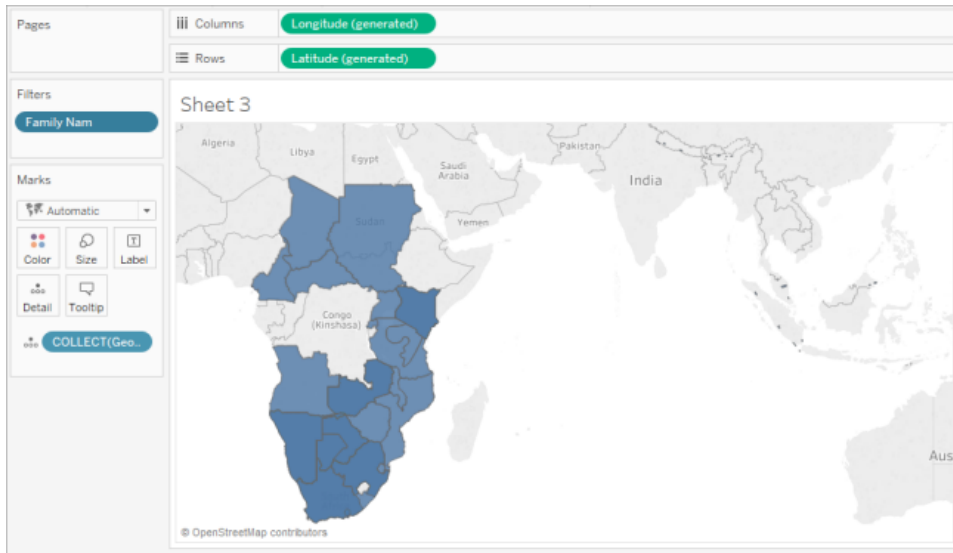 Pages
Columns
Longitude (generated)
Rows
Latitude (generated)
Filters
Family Nam
Sheet 3
Marks
Automatic
Color
Size
T
Label
Detail
Tooltip
COLLECT(Geo..
Algeria
Libya
Egypt
Saudi
Arabia
Pakistan
India
Sudan
Yemen
Congo
(Kinshasa)
Aus
© OpenStreetMap contributors